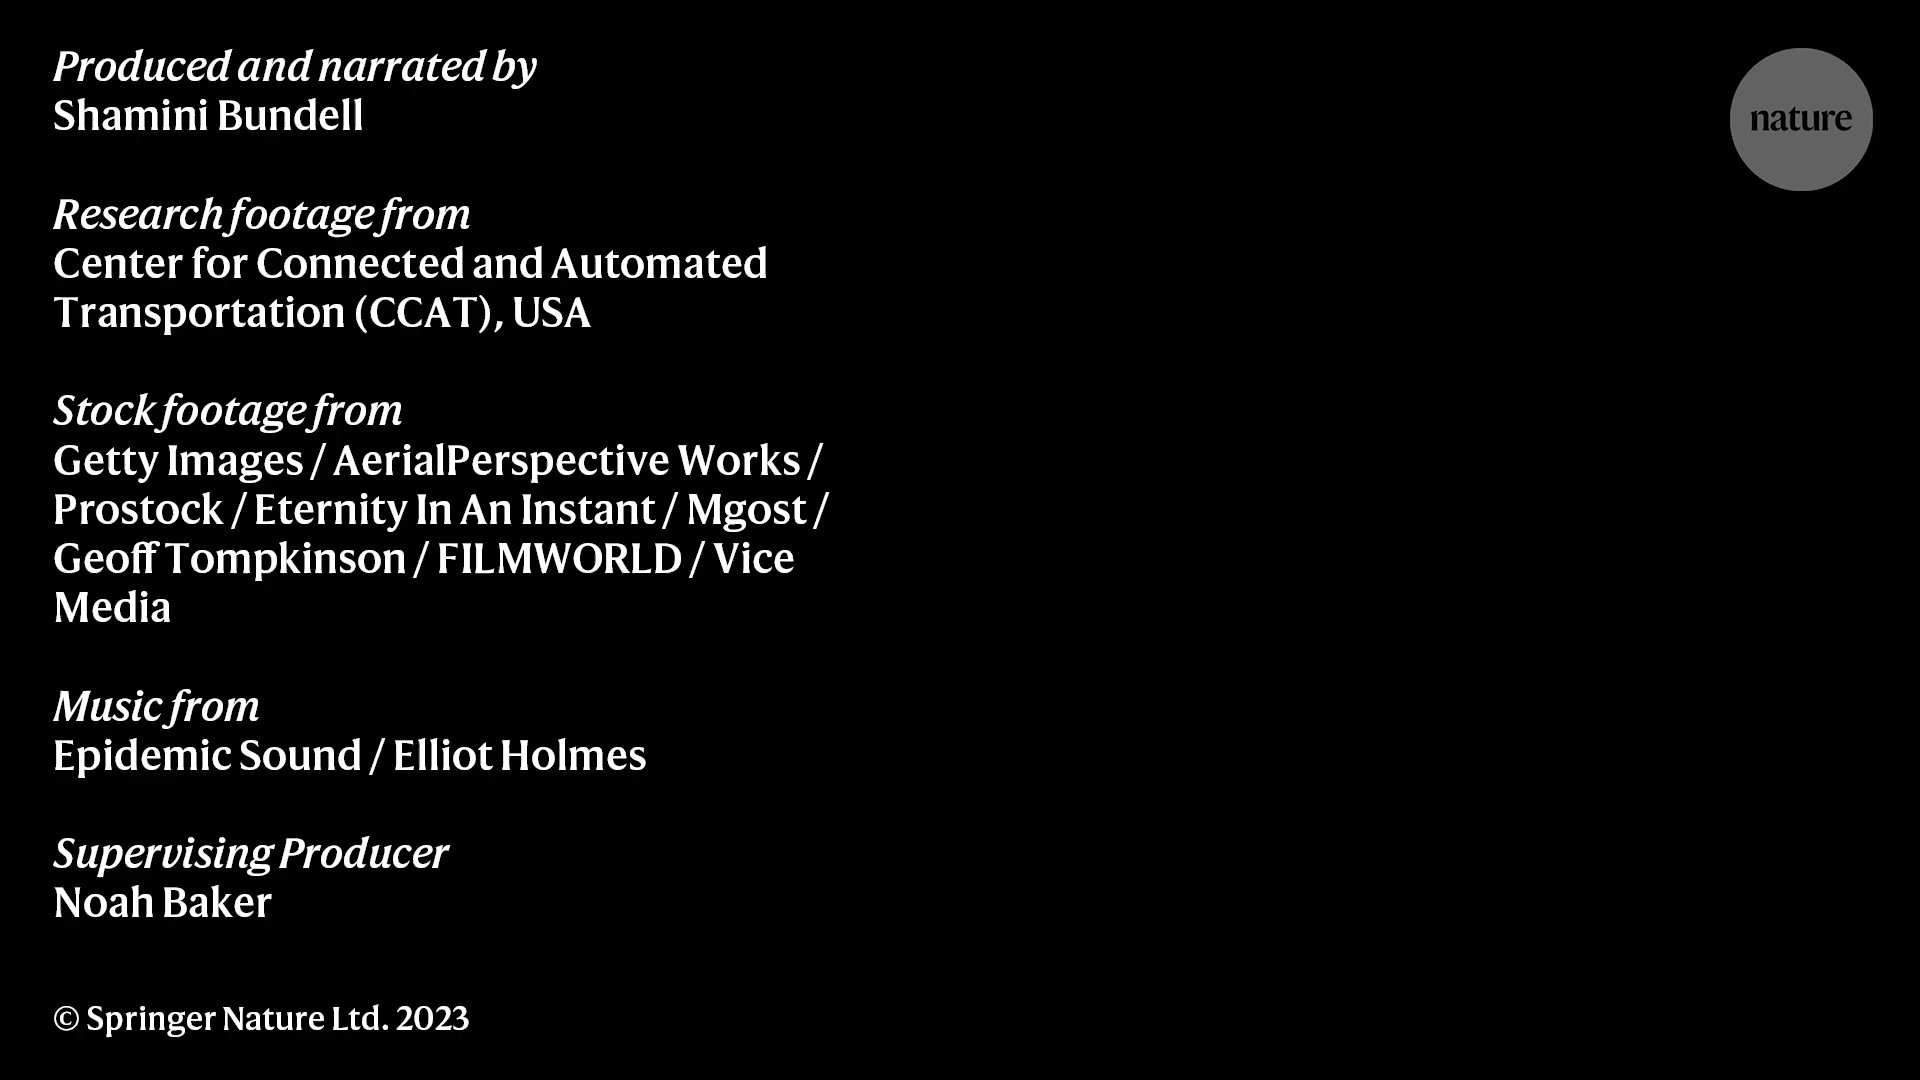 Produced and narrated by
Shamini Bundell
Research footage from
Center for Connected and Automated
Transportation (CCAT), USA
Stock footage from
Getty Images / AerialPerspective Works /
Prostock / Eternity In An Instant / Mgost /
Geoff Tompkinson / FILMWORLD / Vice
Media
Music from
Epidemic Sound / Elliot Holmes
Supervising Producer
Noah Baker
© Springer Nature Ltd. 2023
nature